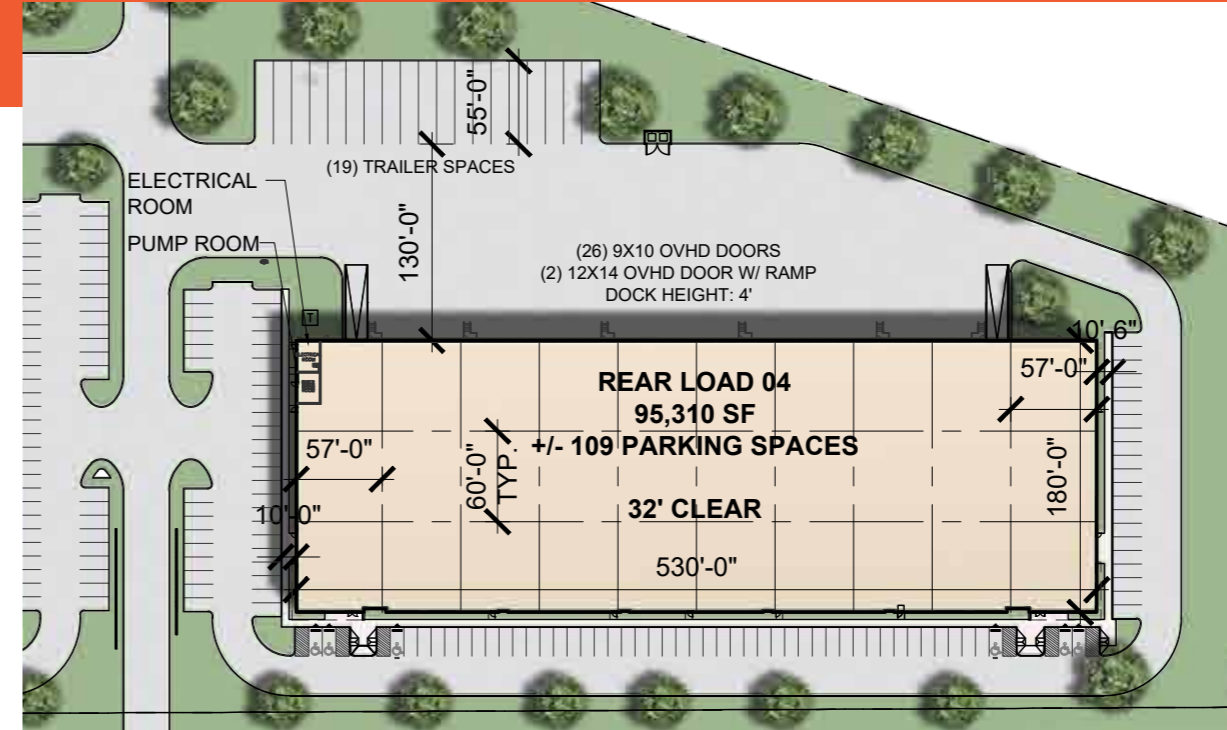 55'-0"
(19) TRAILER SPACES
ELECTRICAL
ROOM
PUMP ROOM
130'-0"
(26) 9X10 OVHD DOORS
(2) 12X14 OVHD DOOR W/ RAMP
DOCK HEIGHT: 4'
T
10'-6"
57'-0"
REAR LOAD 04
95,310 SF
+/- 109 PARKING SPACES
57'-0"
60'-0"
TYP.
180'-0"
32' CLEAR
10'-0"
530'-0"